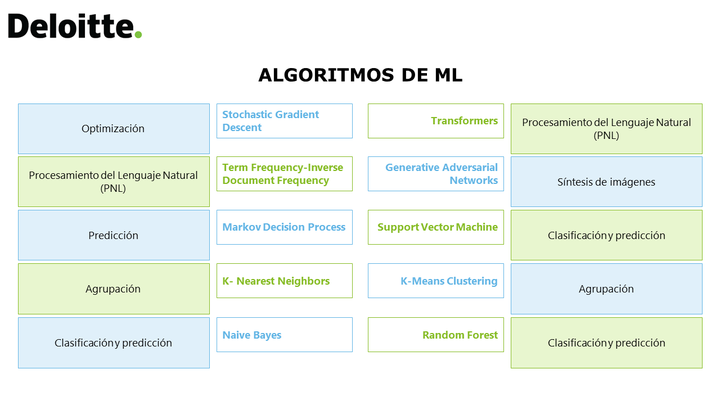 Deloitte.
ALGORITMOS DE ML
Optimización
Stochastic Gradient
Descent
Transformers
Procesamiento del Lenguaje Natural
(PNL)
Procesamiento del Lenguaje Natural
(PNL)
Term Frequency-Inverse
Document Frequency
Generative Adversarial
Networks
Síntesis de imágenes
Predicción
Markov Decision Process
Support Vector Machine
Clasificación y predicción
Agrupación
K- Nearest Neighbors
K-Means Clustering
Agrupación
Clasificación y predicción
Naive Bayes
Random Forest
Clasificación y predicción